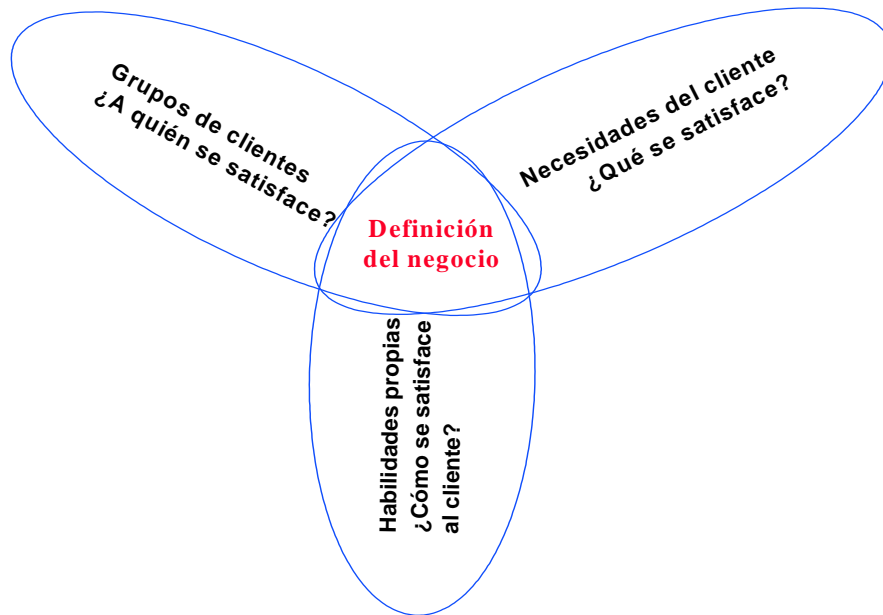 Grupos de clientes
¿A quién se satisface?
Necesidades del cliente
¿Qué se satisface?
Definición
del negocio
Habilidades propias
¿Cómo se satisface
al cliente?